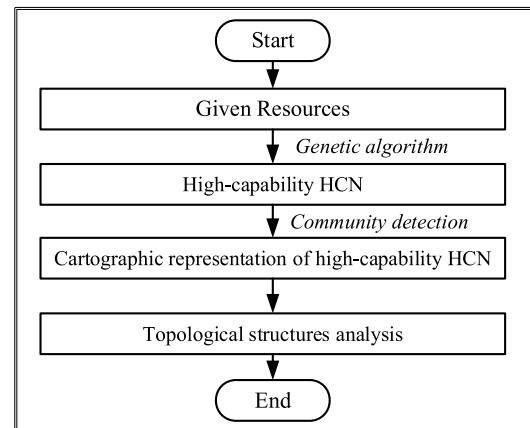 Start
Given Resources
Genetic algorithm
High-capability HCN
Community detection
Cartographic representation of high-capability HCN
Topological structures analysis
End